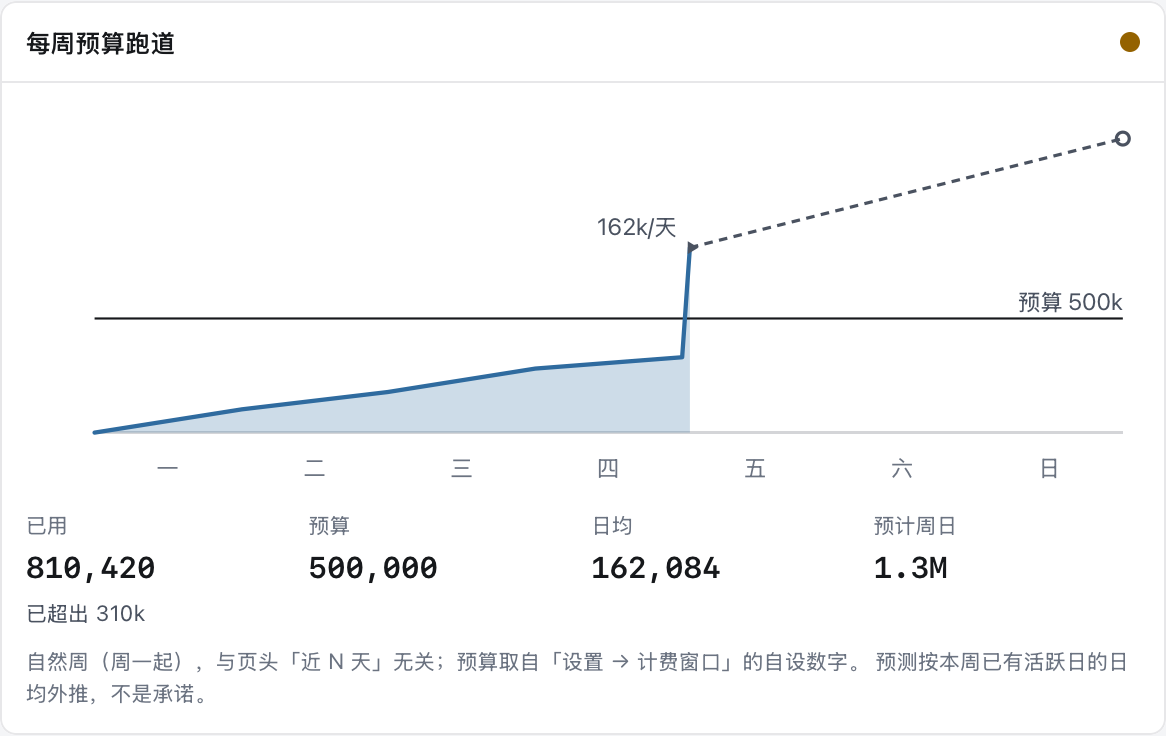 每周预算跑道
162k/天
预算 500k
一 二 三 四 五 六 日
已用 预算 日均 预计周日
810,420 500,000 162,084 1.3M
已超出 310k
自然周（周一起），与页头「近 N 天」无关；预算取自「设置 → 计费窗口」的自设数字。 预测按本周已有活跃日的日
均外推，不是承诺。